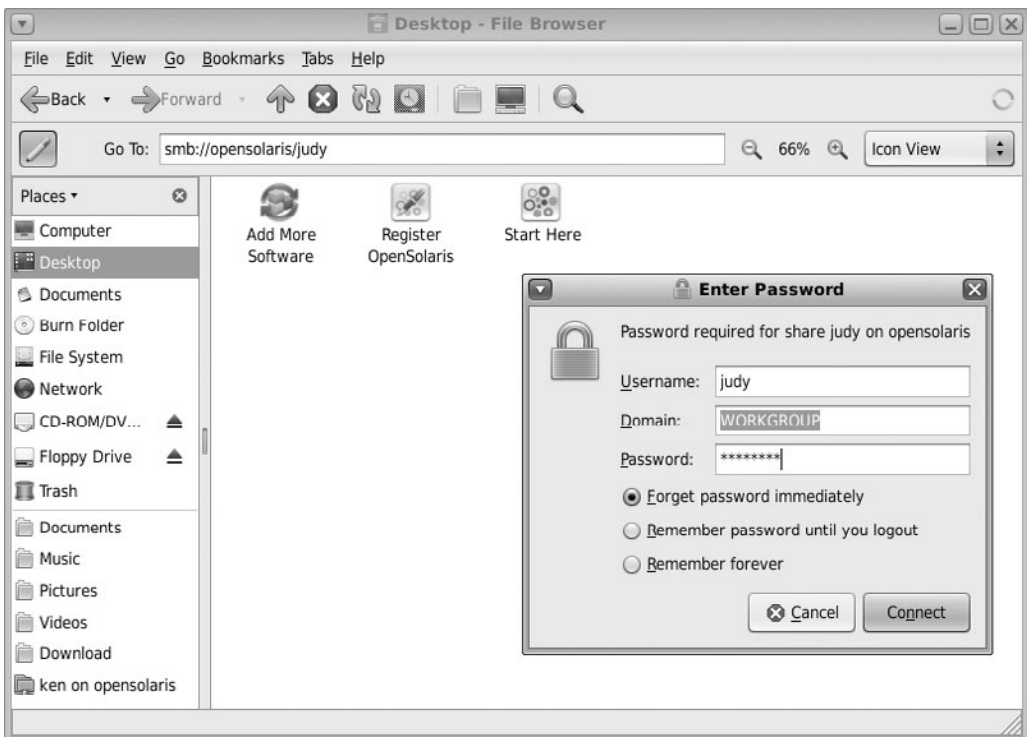 Desktop - File Browser
File Edit View Go Bookmarks Tabs Help
Back Forward
Go To: smb://opensolaris/judy 66% Icon View
Places
Computer
Desktop
Documents
Burn Folder
File System
Network
CD-ROM/DV...
Floppy Drive
Trash
Documents
Music
Pictures
Videos
Download
ken on opensolaris
Add More
Software
Register
OpenSolaris
Start Here
Enter Password
Password required for share judy on opensolaris
Username: judy
Domain: WORKGROUP
Password: ********
Forget password immediately
Remember password until you logout
Remember forever
Cancel Connect